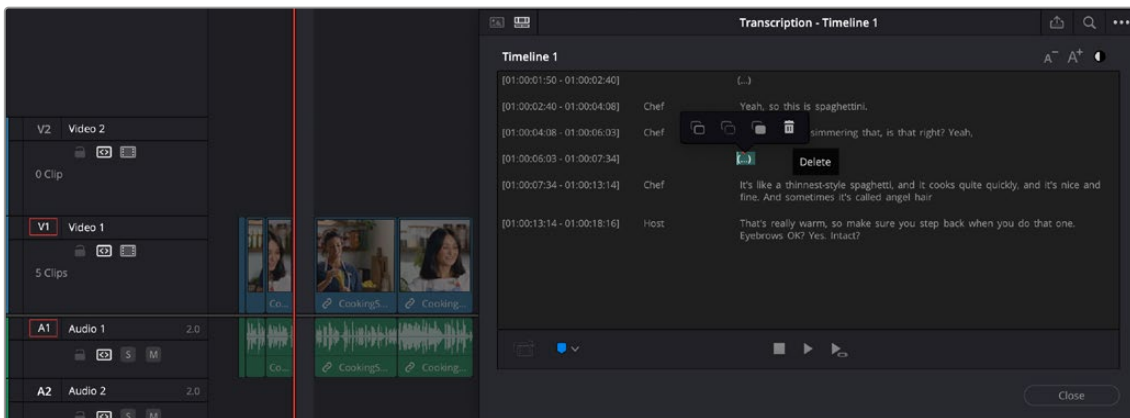 Transcription - Timeline 1
Timeline 1
A- A+
[01:00:01:50 - 01:00:02:40] (...)
[01:00:02:40 - 01:00:04:08] Chef Yeah, so this is spaghettini.
[01:00:04:08 - 01:00:06:03] Chef simmering that, is that right? Yeah,
[01:00:06:03 - 01:00:07:34] (...)
Delete
[01:00:07:34 - 01:00:13:14] Chef It's like a thinnest-style spaghetti, and it cooks quite quickly, and it's nice and
fine. And sometimes it's called angel hair
[01:00:13:14 - 01:00:18:16] Host That's really warm, so make sure you step back when you do that one.
Eyebrows OK? Yes. Intact?
Close
V2 Video 2
0 Clip
V1 Video 1
5 Clips
Co... CookingS... Cooking...
A1 Audio 1 2.0
S M
Co... CookingS... Cooking...
A2 Audio 2 2.0
S M